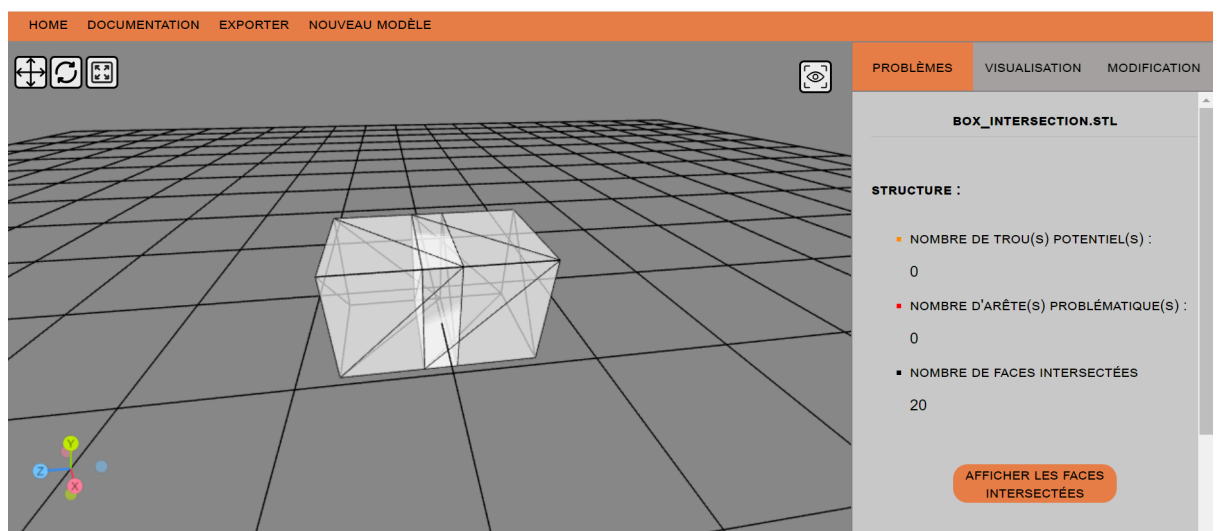 HOME DOCUMENTATION EXPORTER NOUVEAU MODÈLE
PROBLÈMES VISUALISATION MODIFICATION
BOX_INTERSECTION.STL
STRUCTURE :
NOMBRE DE TROU(S) POTENTIEL(S) :
0
NOMBRE D'ARÊTE(S) PROBLÉMATIQUE(S) :
0
NOMBRE DE FACES INTERSECTÉES
20
AFFICHER LES FACES
INTERSECTÉES
Y
Z
X